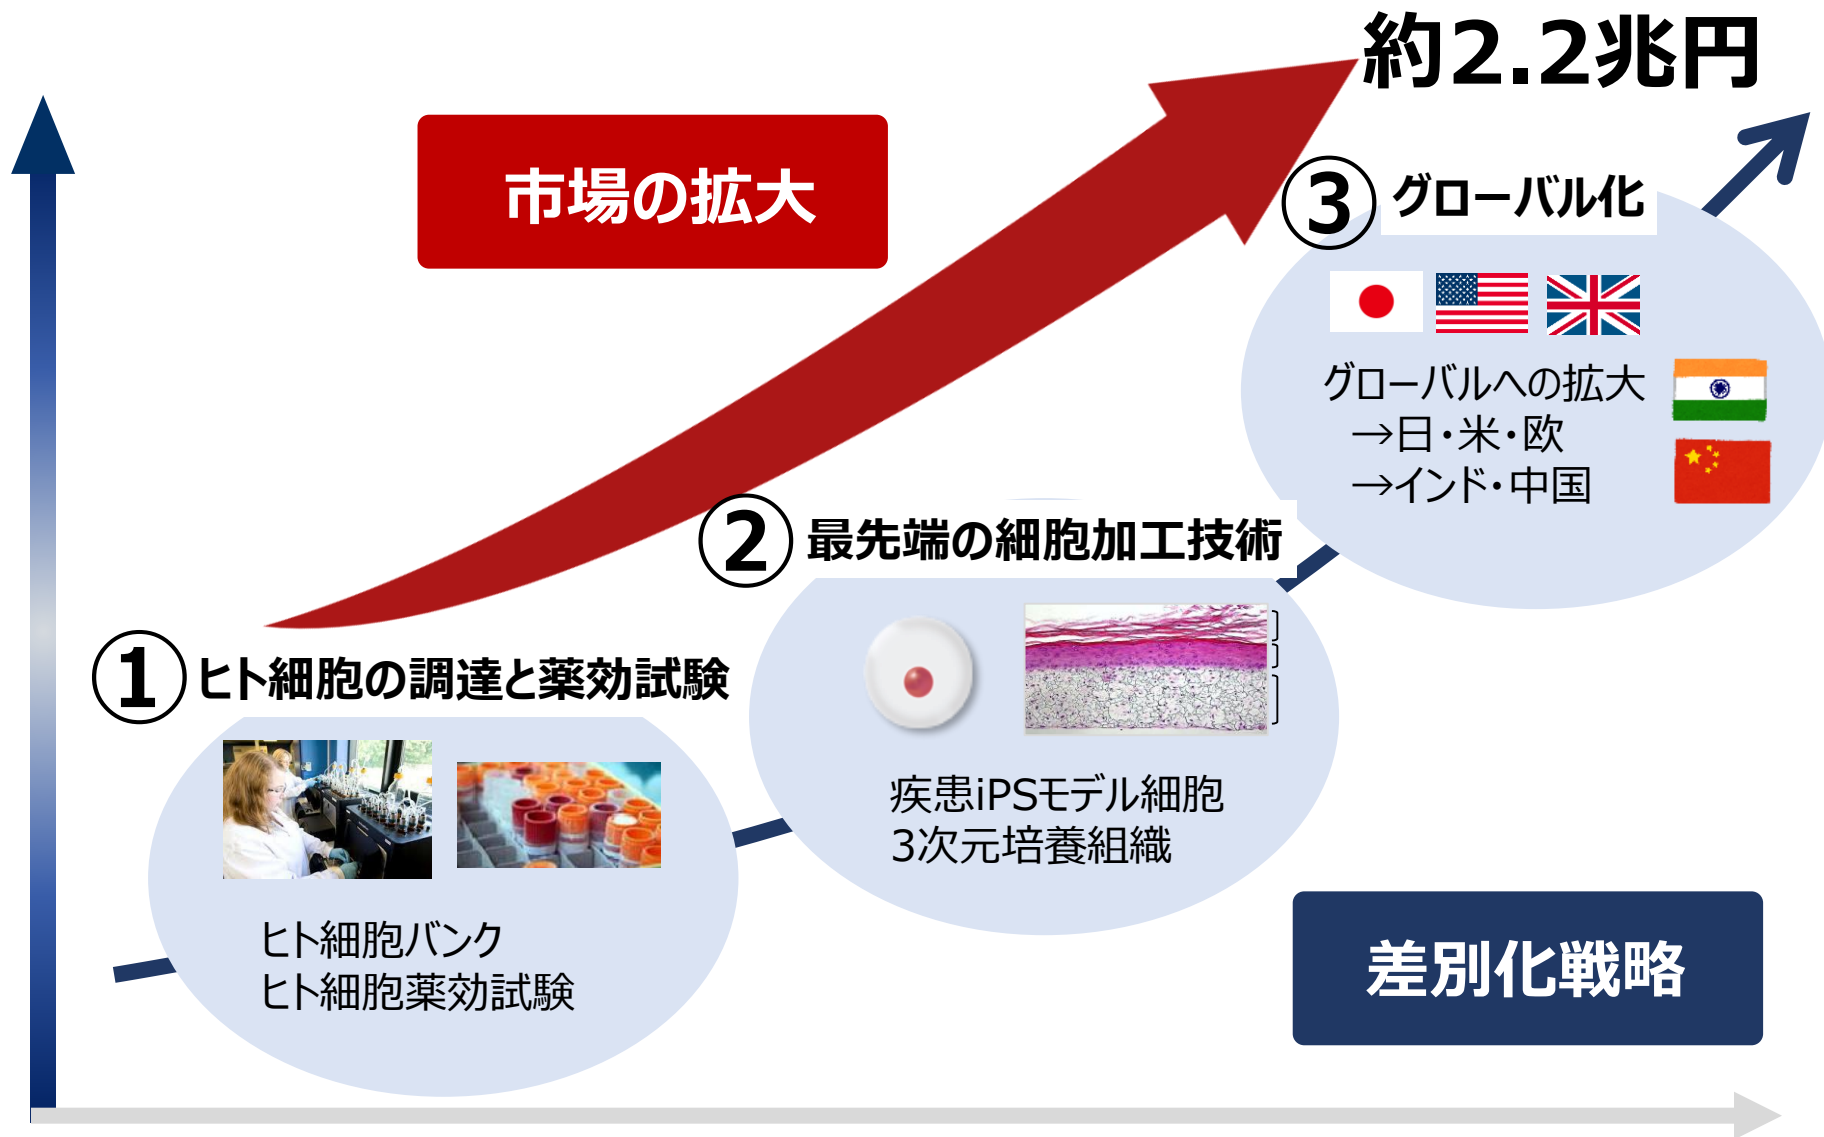 約2.2兆円
市場の拡大
③ グローバル化
グローバルへの拡大
→日・米・欧
→インド・中国
② 最先端の細胞加工技術
疾患iPSモデル細胞
3次元培養組織
① ヒト細胞の調達と薬効試験
ヒト細胞バンク
ヒト細胞薬効試験
差別化戦略